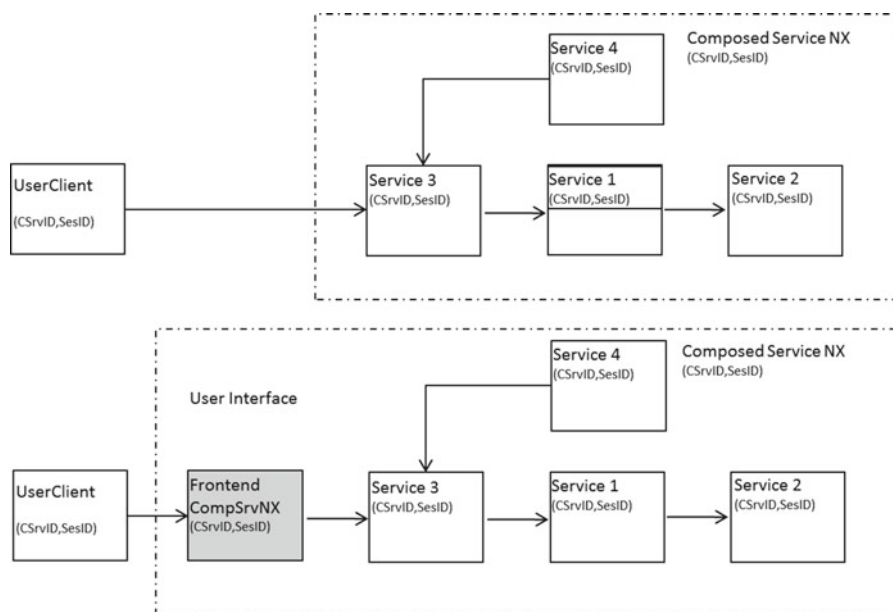 Service 4
(CSrvID,SesID)
Composed Service NX
(CSrvID,SesID)
UserClient
(CSrvID,SesID)
Service 3
(CSrvID,SesID)
Service 1
(CSrvID,SesID)
Service 2
(CSrvID,SesID)
User Interface
Service 4
(CSrvID,SesID)
Composed Service NX
(CSrvID,SesID)
UserClient
(CSrvID,SesID)
Frontend
CompSrvNX
(CSrvID,SesID)
Service 3
(CSrvID,SesID)
Service 1
(CSrvID,SesID)
Service 2
(CSrvID,SesID)